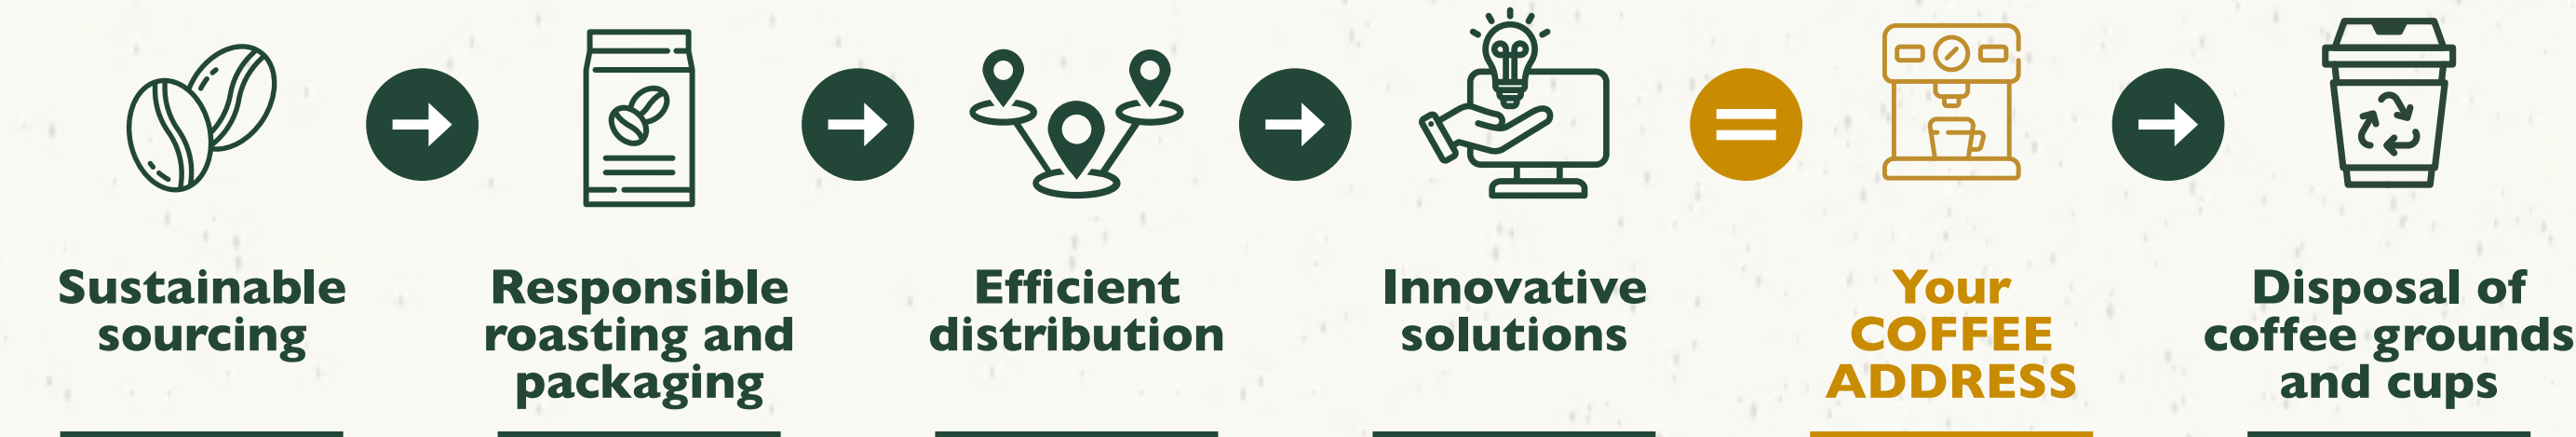 Sustainable
sourcing
Responsible
roasting and
packaging
Efficient
distribution
Innovative
solutions
Your
COFFEE
ADDRESS
Disposal of
coffee grounds
and cups